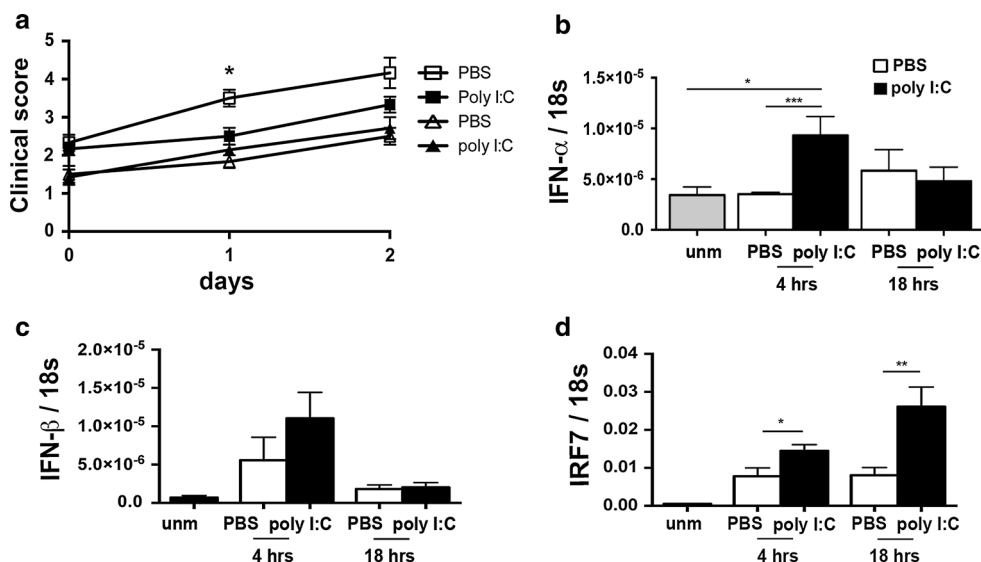 a
Clinical score
5
4
3
2
1
0
*
0 1 2
days
PBS
Poly I:C
PBS
poly I:C
b
IFN-α / 18s
1.5×10⁻⁵
1.0×10⁻⁵
5.0×10⁻⁶
0.0
PBS
poly I:C
*
***
unm PBS poly I:C PBS poly I:C
4 hrs 18 hrs
c
IFN-β / 18s
2.0×10⁻⁵
1.5×10⁻⁵
1.0×10⁻⁵
5.0×10⁻⁶
0.0
unm PBS poly I:C PBS poly I:C
4 hrs 18 hrs
d
IRF7 / 18s
0.04
0.03
0.02
0.01
0.00
*
**
unm PBS poly I:C PBS poly I:C
4 hrs 18 hrs